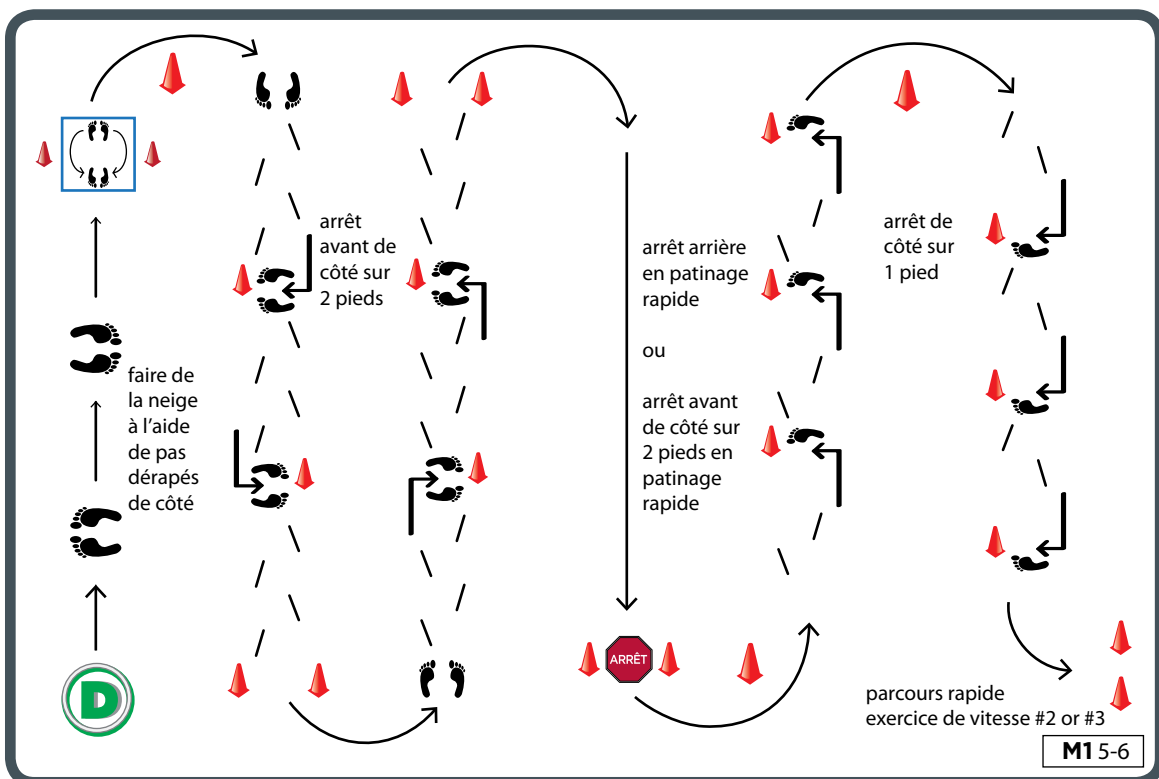 D
faire de
la neige
à l'aide
de pas
dérapés
de côté
arrêt
avant de
côté sur
2 pieds
arrêt arrière
en patinage
rapide
ou
arrêt avant
de côté sur
2 pieds en
patinage
rapide
ARRÊT
arrêt de
côté sur
1 pied
parcours rapide
exercice de vitesse #2 or #3
M1 5-6